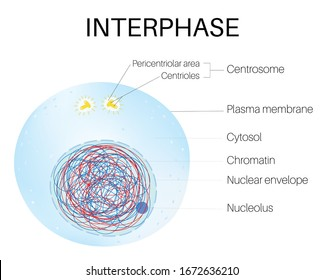 INTERPHASE
Pericentriolar area
Centrioles
Centrosome
Plasma membrane
Cytosol
Chromatin
Nuclear envelope
Nucleolus
shutterstock.com · 1672636210